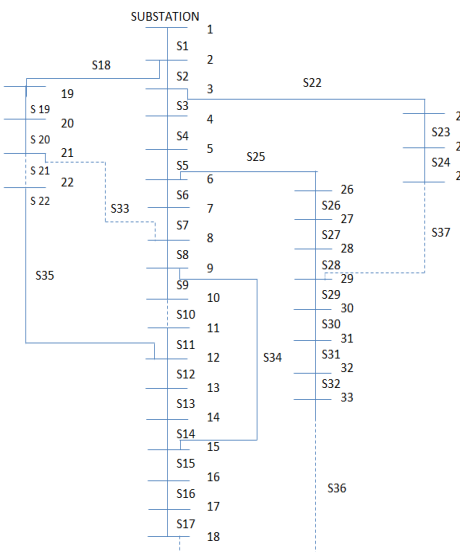 SUBSTATION
1
S1
2
S18
S2
3
S22
19
S3
4
2
S 19
20
S4
S23
S 20
21
5
2
S25
S5
S24
S 21
22
6
2
S 22
S6
26
S26
S33
7
27
S7
S27
S37
8
28
S8
S28
S35
9
29
S9
S29
10
30
S10
S30
11
31
S11
S31
S34
12
32
S12
S32
13
33
S13
14
S14
15
S15
16
S36
S16
17
S17
18